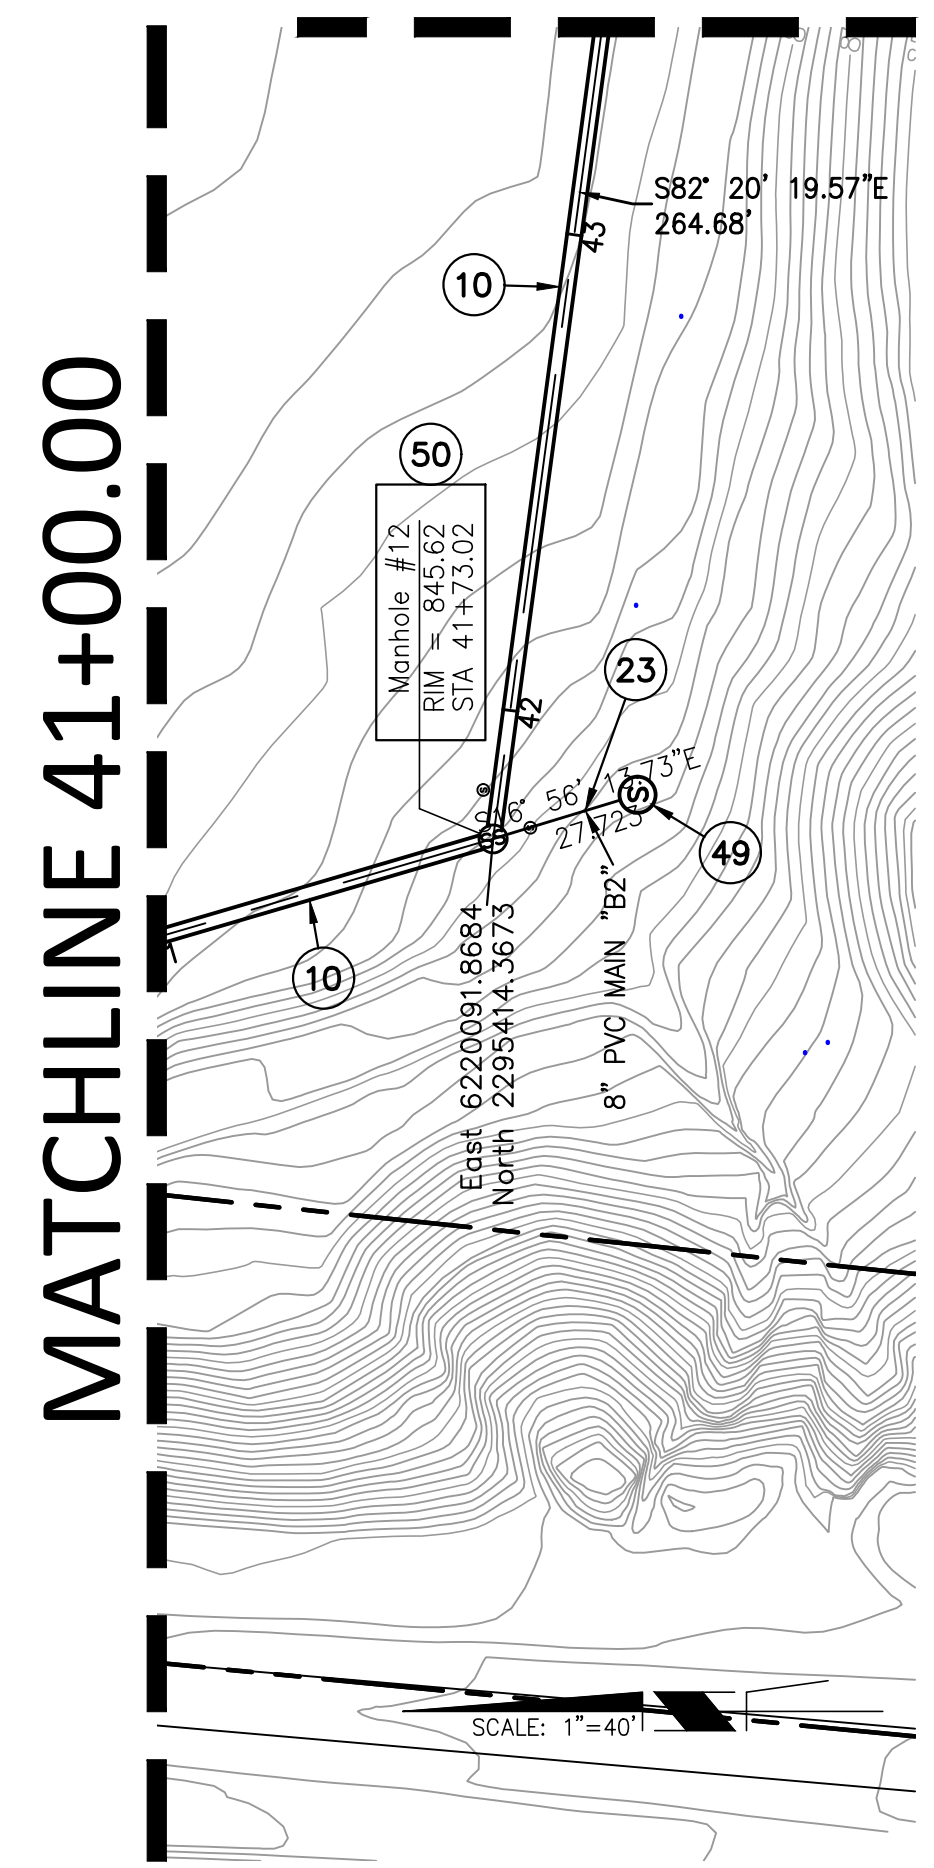 S82° 20' 19.57"E
264.68'
43
10
50
Manhole #12
RIM = 845.62
STA 41+73.02
MATCHLINE 41+00.00
42
23
56' 13.73"E
27.723
S
S
S
49
10
East 6220091.8684
North 2295414.3673
8" PVC MAIN "B2"
SCALE: 1"=40'